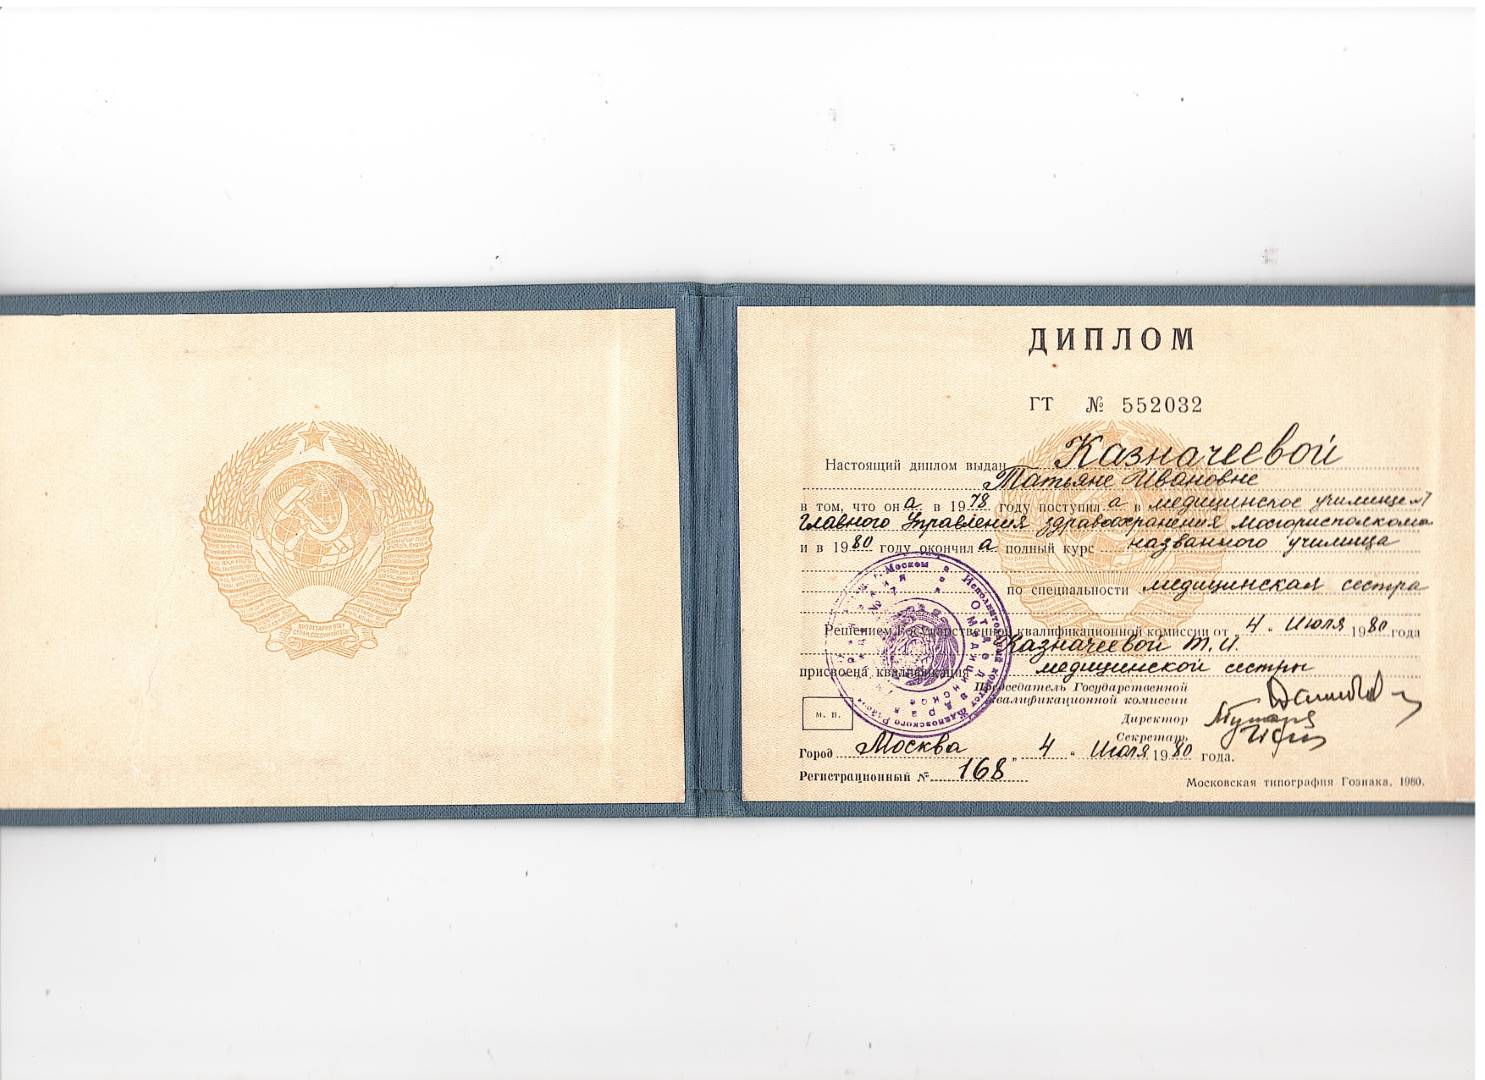 ДИПЛОМ
ГТ № 552032
Настоящий диплом выдан Казначеевой
Татьяне Ивановне
в том, что она в 1978 году поступила в медицинское училище №7
Главного Управления здравоохранения Мосгорисполкома
и в 1980 году окончила полный курс названного училища
по специальности медицинская сестра
Решением Государственной квалификационной комиссии от "4" июля 1980 года
Казначеевой Т.И.
присвоена квалификация медицинской сестры
Председатель Государственной
квалификационной комиссии
Директор
Секретарь
м. п.
Город Москва "4" июля 1980 года.
Регистрационный № 168
Московская типография Гознака. 1980.